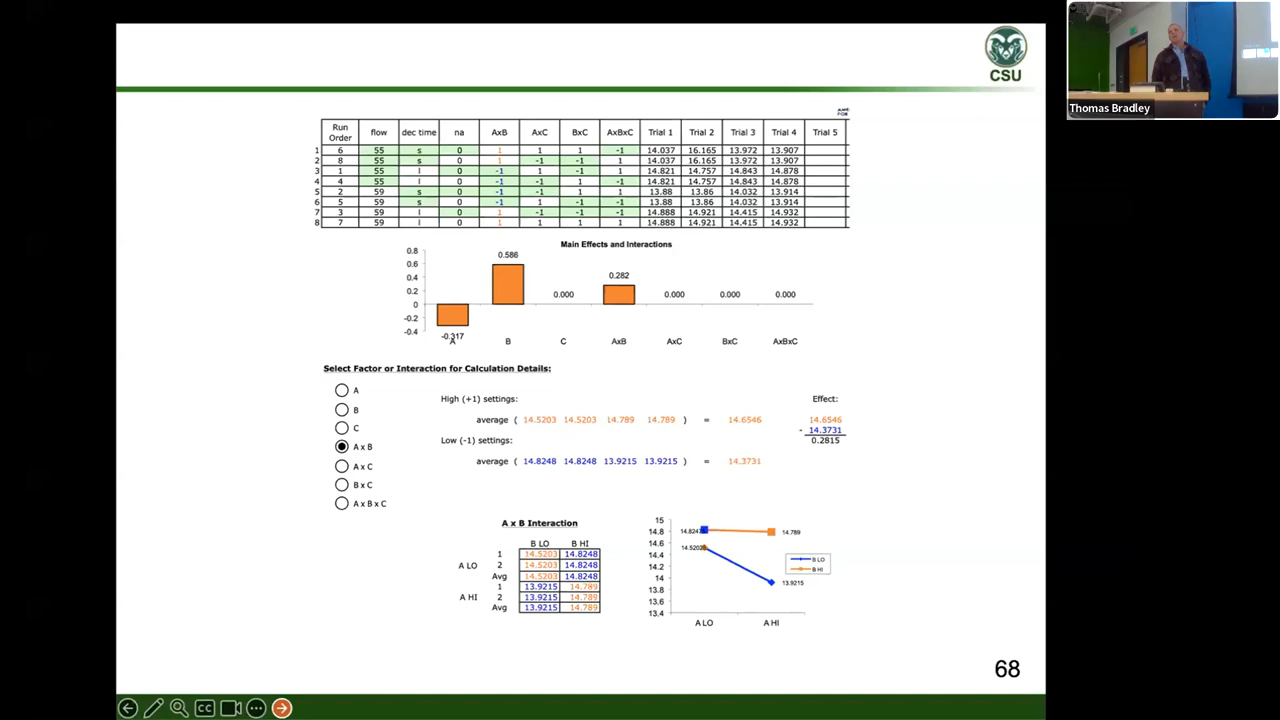 CSU
Thomas Bradley
Run Order flow dec time na AxB AxC BxC AxBxC Trial 1 Trial 2 Trial 3 Trial 4 Trial 5
1 6 55 s 0 1 1 1 -1 14.037 16.165 13.972 13.907
2 8 55 s 0 1 -1 -1 1 14.037 16.165 13.972 13.907
3 1 55 l 0 -1 1 -1 1 14.821 14.757 14.843 14.878
4 4 55 l 0 -1 -1 1 -1 14.821 14.757 14.843 14.878
5 2 59 s 0 -1 -1 1 1 13.88 13.86 14.032 13.914
6 5 59 s 0 -1 1 -1 -1 13.88 13.86 14.032 13.914
7 3 59 l 0 1 -1 -1 -1 14.888 14.921 14.415 14.932
8 7 59 l 0 1 1 1 1 14.888 14.921 14.415 14.932
Main Effects and Interactions
0.8
0.6
0.4
0.2
0
-0.2
-0.4
-0.317 0.586 0.000 0.282 0.000 0.000 0.000
A B C AxB AxC BxC AxBxC
Select Factor or Interaction for Calculation Details:
A
B
C
A x B
A x C
B x C
A x B x C
High (+1) settings:
average ( 14.5203 14.5203 14.789 14.789 ) = 14.6546
Low (-1) settings:
average ( 14.8248 14.8248 13.9215 13.9215 ) = 14.3731
Effect:
14.6546
- 14.3731
0.2815
A x B Interaction
B LO B HI
1 14.5203 14.8248
A LO 2 14.5203 14.8248
Avg 14.5203 14.8248
1 13.9215 14.789
A HI 2 13.9215 14.789
Avg 13.9215 14.789
15
14.8
14.6
14.4
14.2
14
13.8
13.6
13.4
14.789
13.9215
A LO A HI
B LO
B HI
68
CC